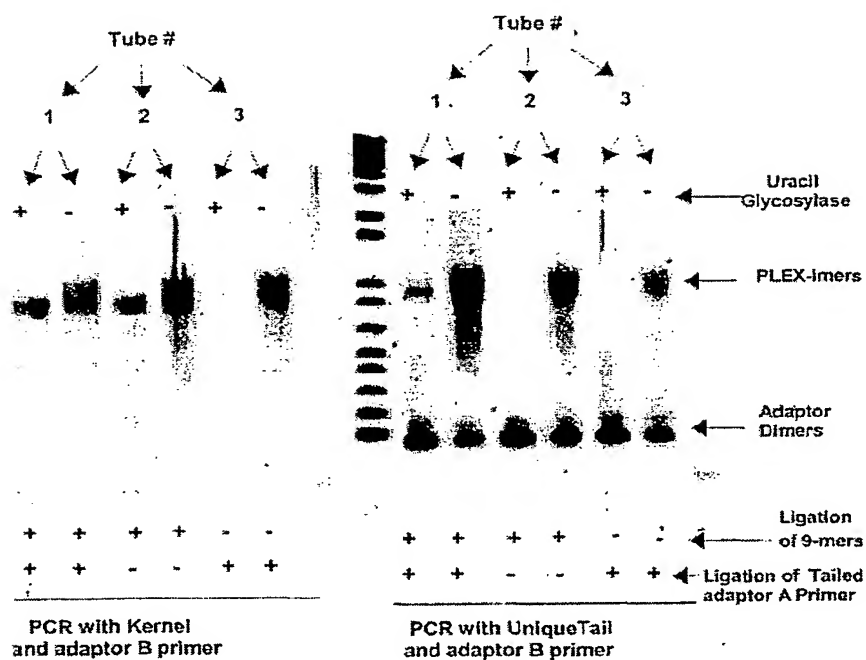 Tube #
1 2 3
+ - + - + -
+ + + + - -
+ + - - + +
PCR with Kernel
and adaptor B primer
Tube #
1 2 3
+ - + - + -
Uracil
Glycosylase
PLEX-imers
Adaptor
Dimers
+ + + + - -
Ligation
of 9-mers
+ + - - + +
Ligation of Tailed
adaptor A Primer
PCR with UniqueTail
and adaptor B primer